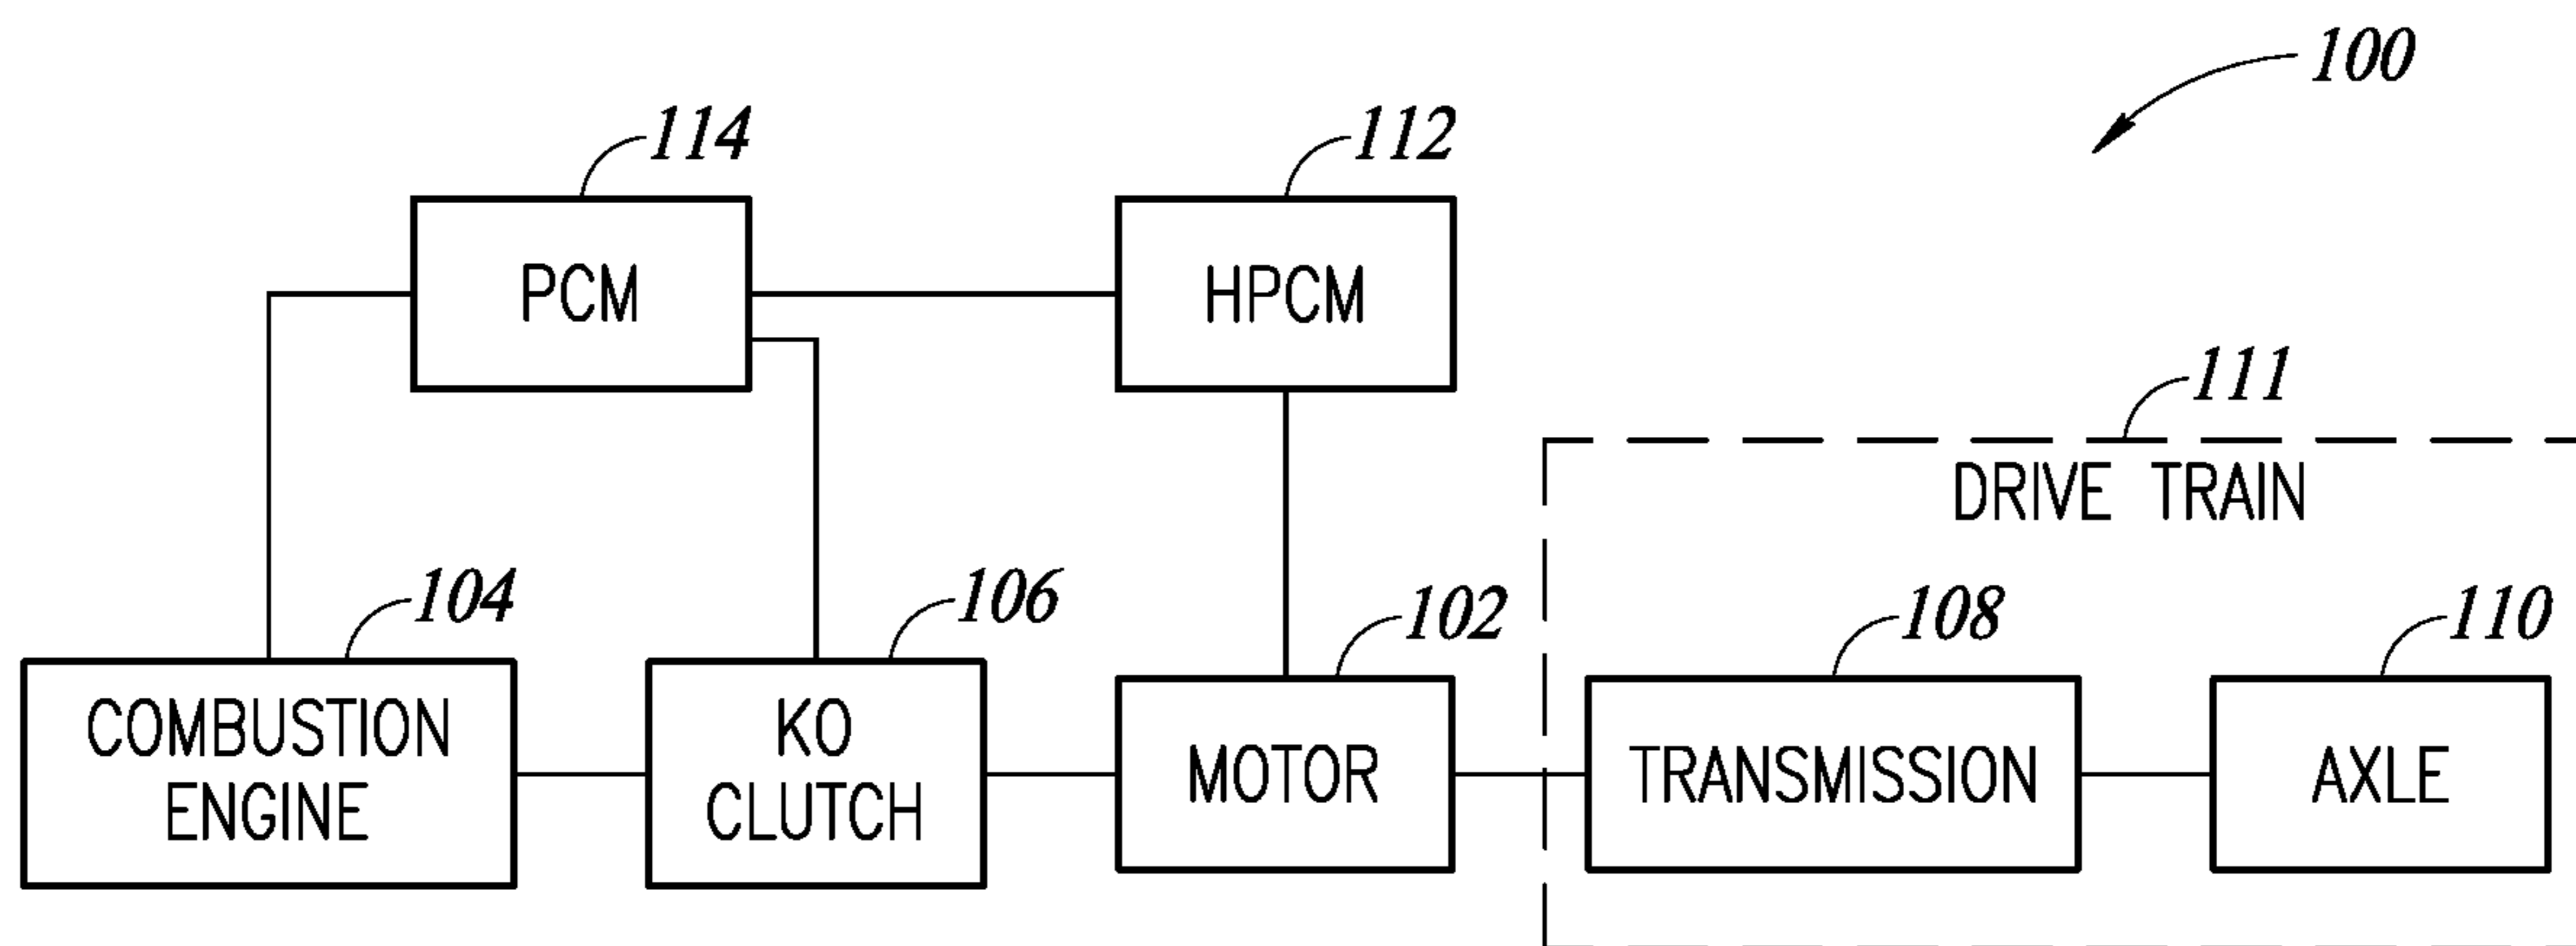 100
114
112
PCM
HPCM
111
DRIVE TRAIN
104
106
102
108
110
COMBUSTION
ENGINE
KO
CLUTCH
MOTOR
TRANSMISSION
AXLE